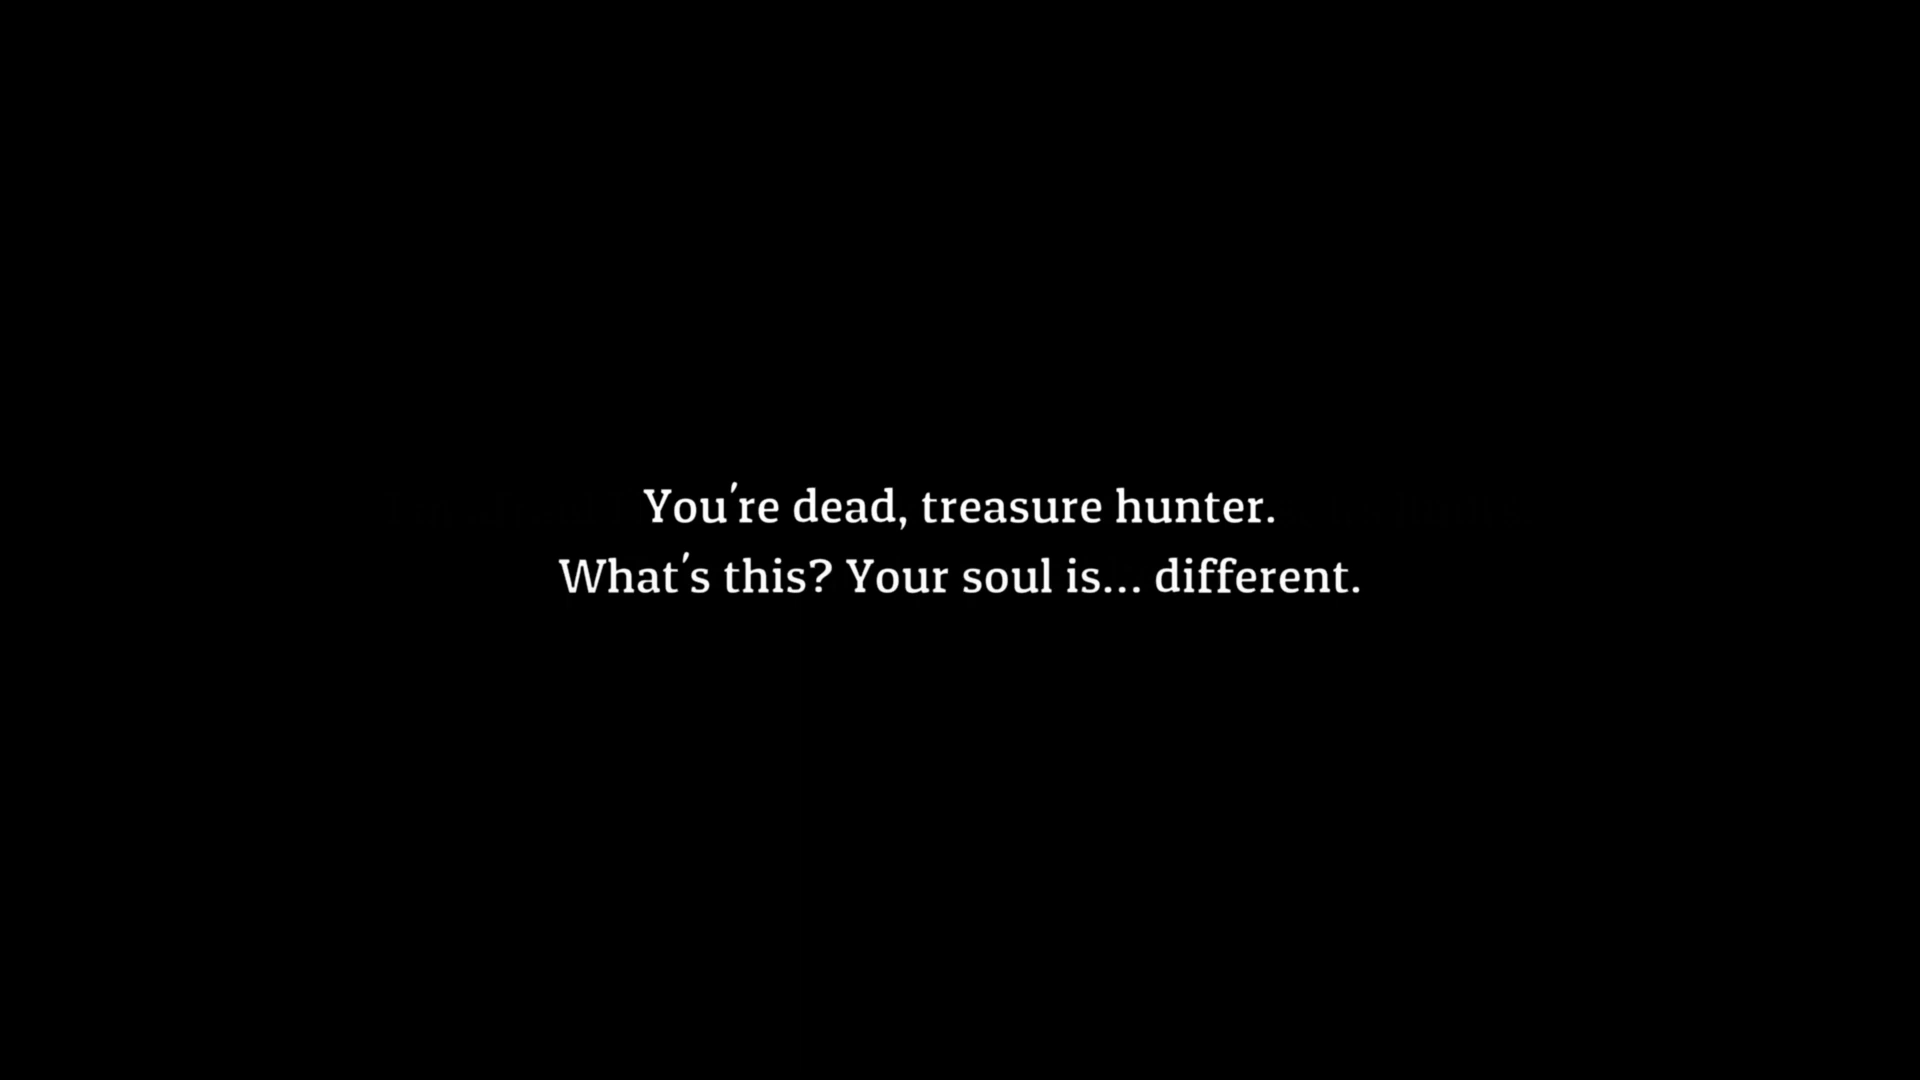 You're dead, treasure hunter.
What's this? Your soul is... different.